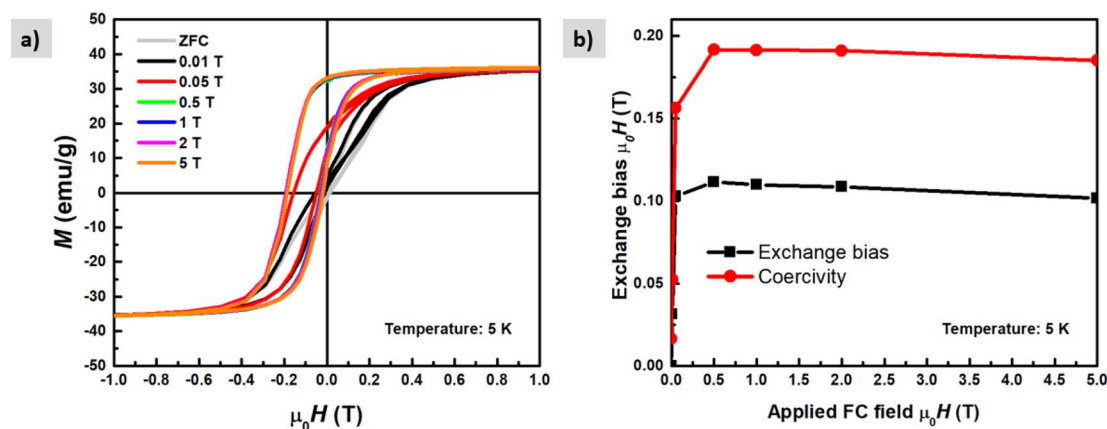 a)
50
40
30
20
10
0
-10
-20
-30
-40
-50
M (emu/g)
ZFC
0.01 T
0.05 T
0.5 T
1 T
2 T
5 T
Temperature: 5 K
-1.0 -0.8 -0.6 -0.4 -0.2 0.0 0.2 0.4 0.6 0.8 1.0
μ₀H (T)
b)
0.20
0.15
0.10
0.05
0.00
Exchange bias μ₀H (T)
Exchange bias
Coercivity
Temperature: 5 K
0.0 0.5 1.0 1.5 2.0 2.5 3.0 3.5 4.0 4.5 5.0
Applied FC field μ₀H (T)